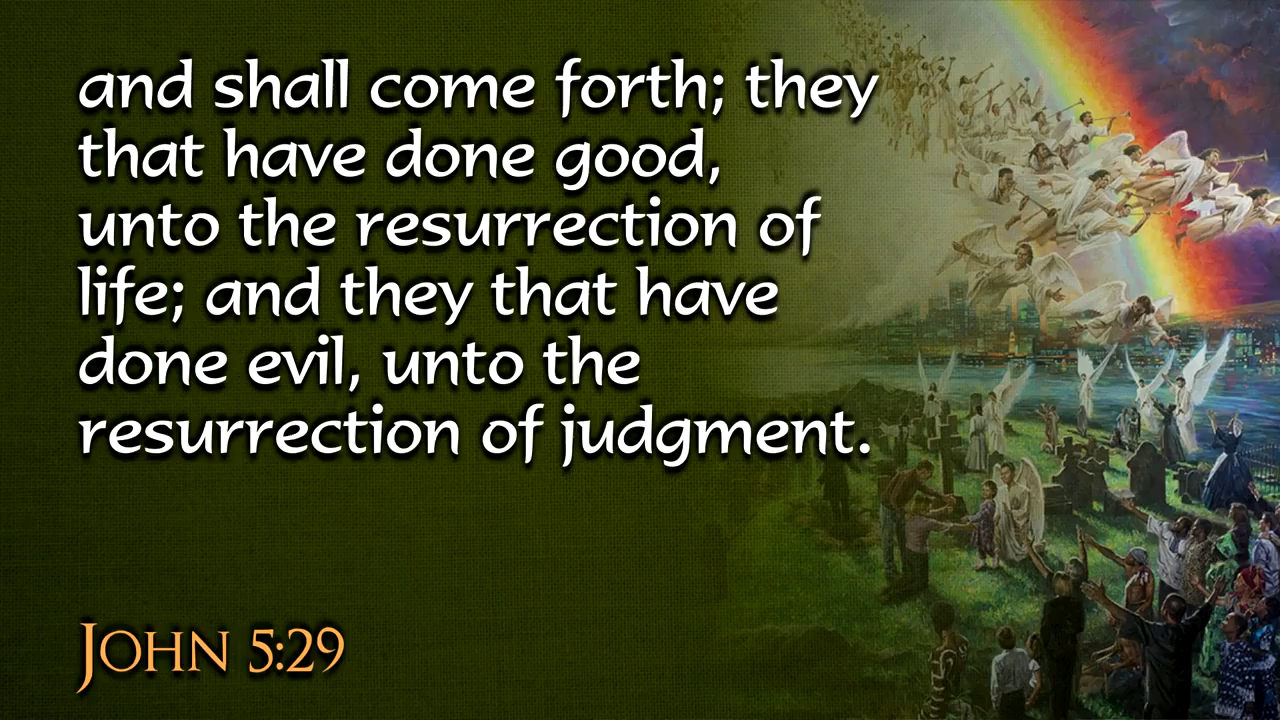 and shall come forth; they
that have done good,
unto the resurrection of
life; and they that have
done evil, unto the
resurrection of judgment.
John 5:29